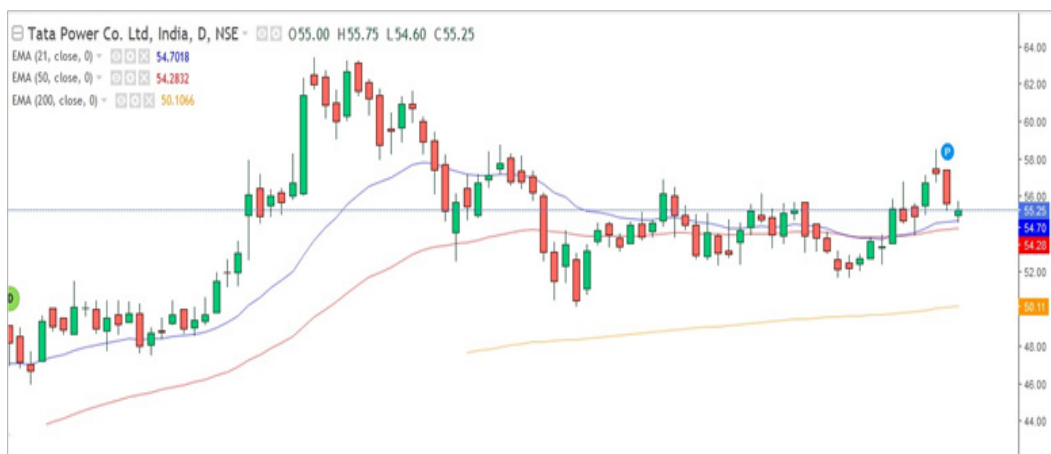 Tata Power Co. Ltd, India, D, NSE O55.00 H55.75 L54.60 C55.25
EMA (21, close, 0) 54.7018
EMA (50, close, 0) 54.2832
EMA (200, close, 0) 50.1066
64.00
62.00
60.00
58.00
P
56.00
55.25
54.70
54.28
52.00
50.11
48.00
46.00
44.00